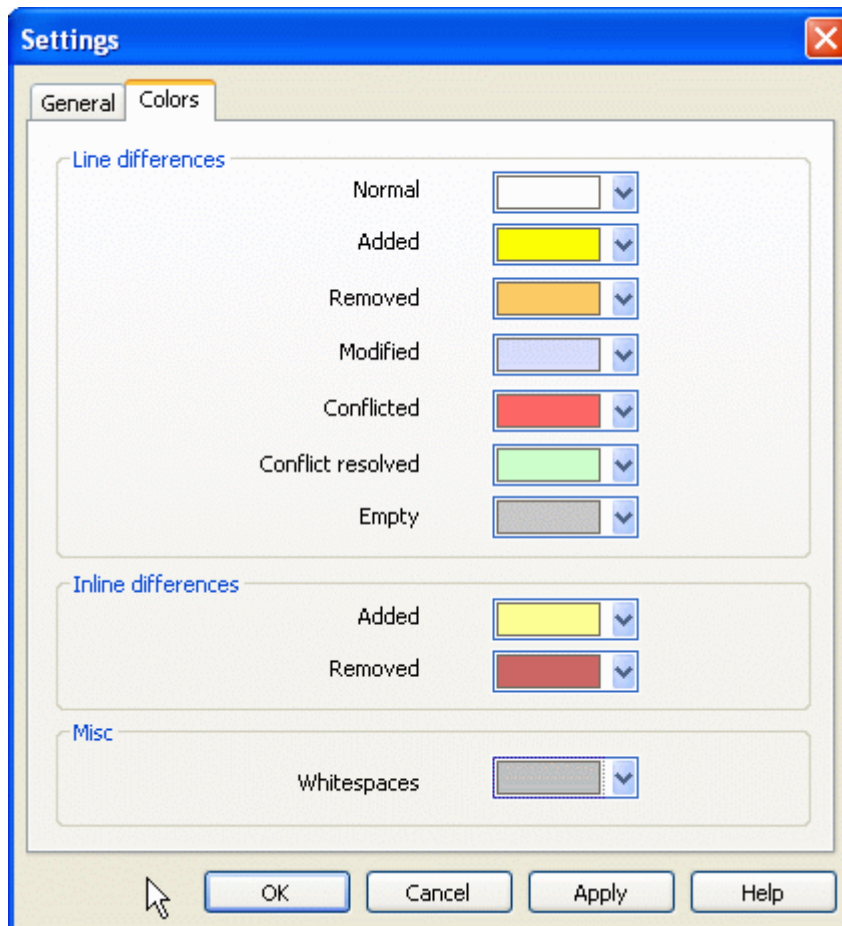 Settings
General Colors
Line differences
Normal
Added
Removed
Modified
Conflicted
Conflict resolved
Empty
Inline differences
Added
Removed
Misc
Whitespaces
OK Cancel Apply Help